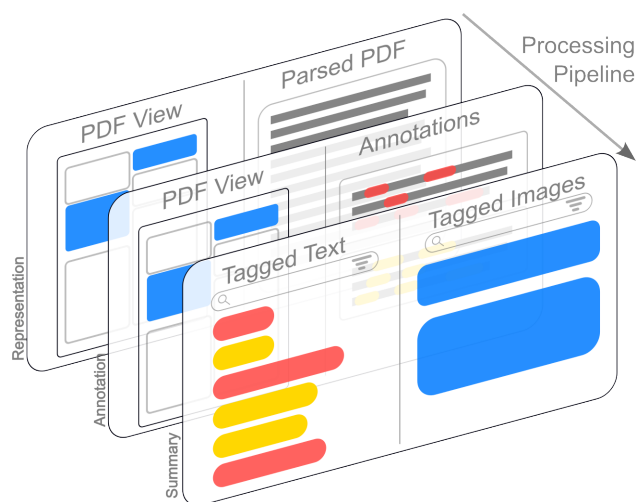 Processing
Pipeline
Parsed PDF
PDF View
Representation
Annotations
PDF View
Annotation
Tagged Images
Tagged Text
Summary